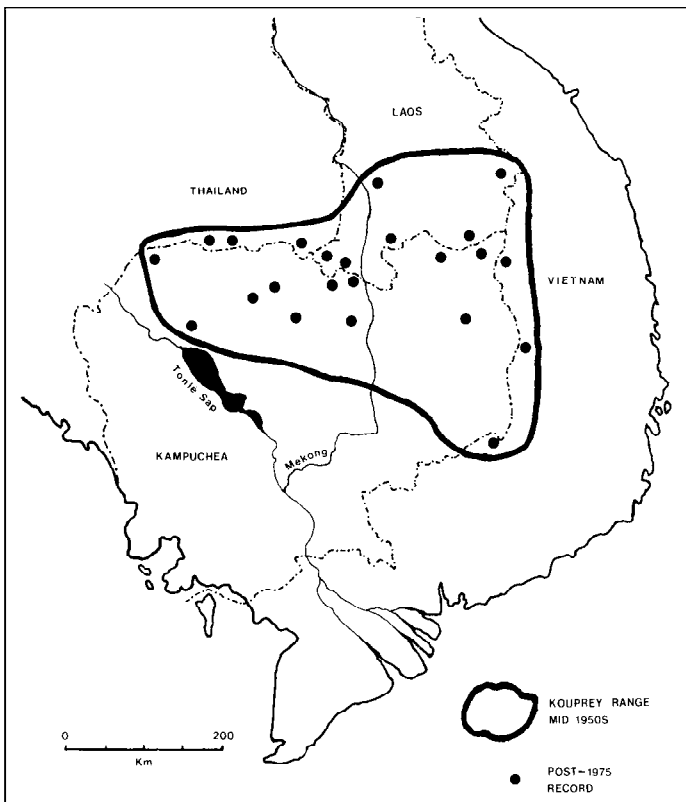 LAOS
THAILAND
VIETNAM
Tonle Sap
KAMPUCHEA
Mekong
KOUPREY RANGE
MID 1950S
0 200
Km
POST-1975
RECORD